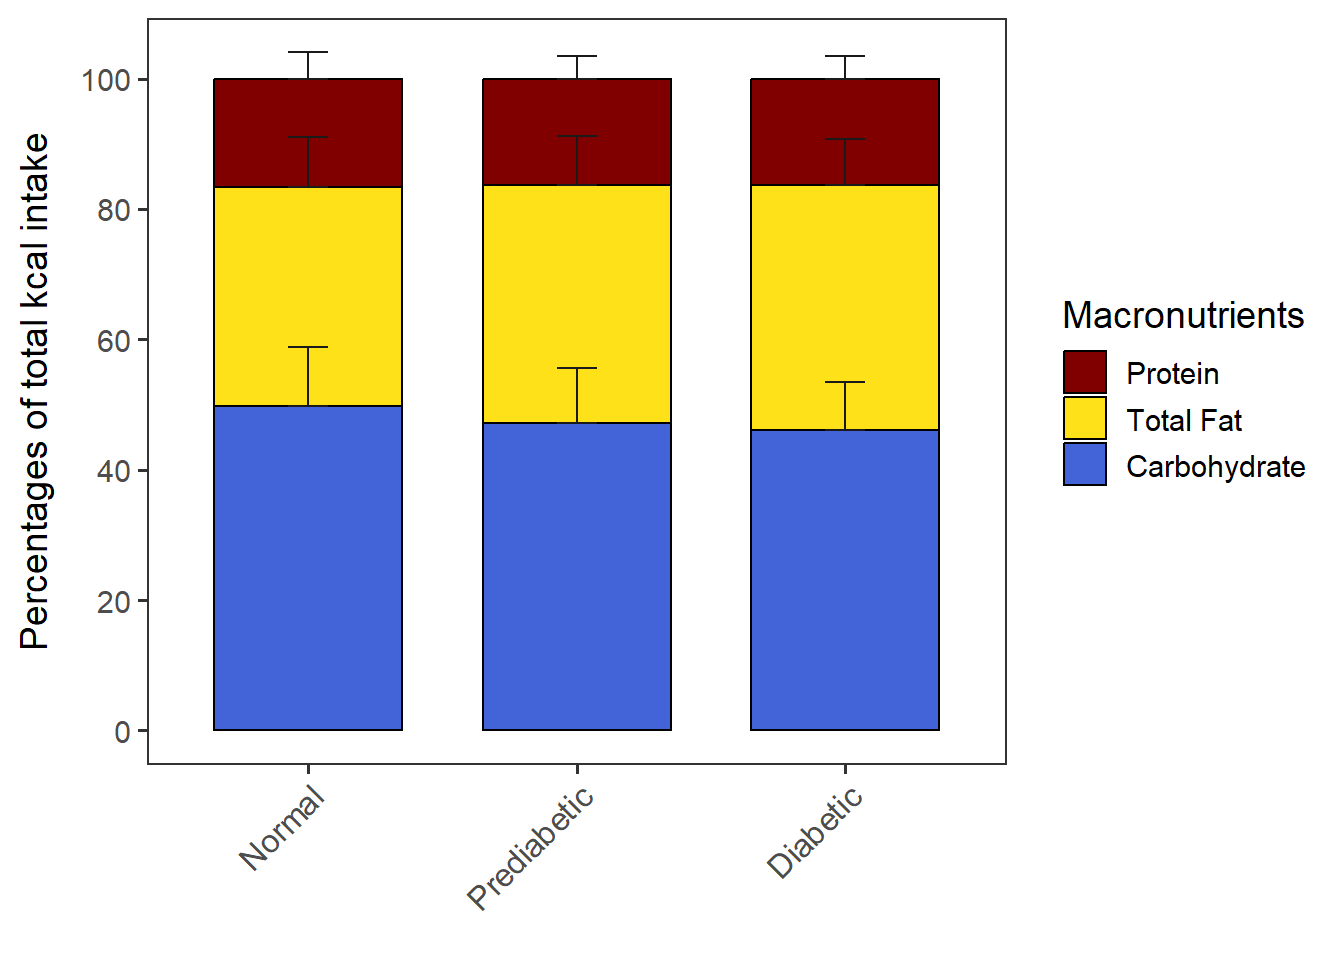 Percentages of total kcal intake
100
80
60
40
20
0
Normal
Prediabetic
Diabetic
Macronutrients
Protein
Total Fat
Carbohydrate